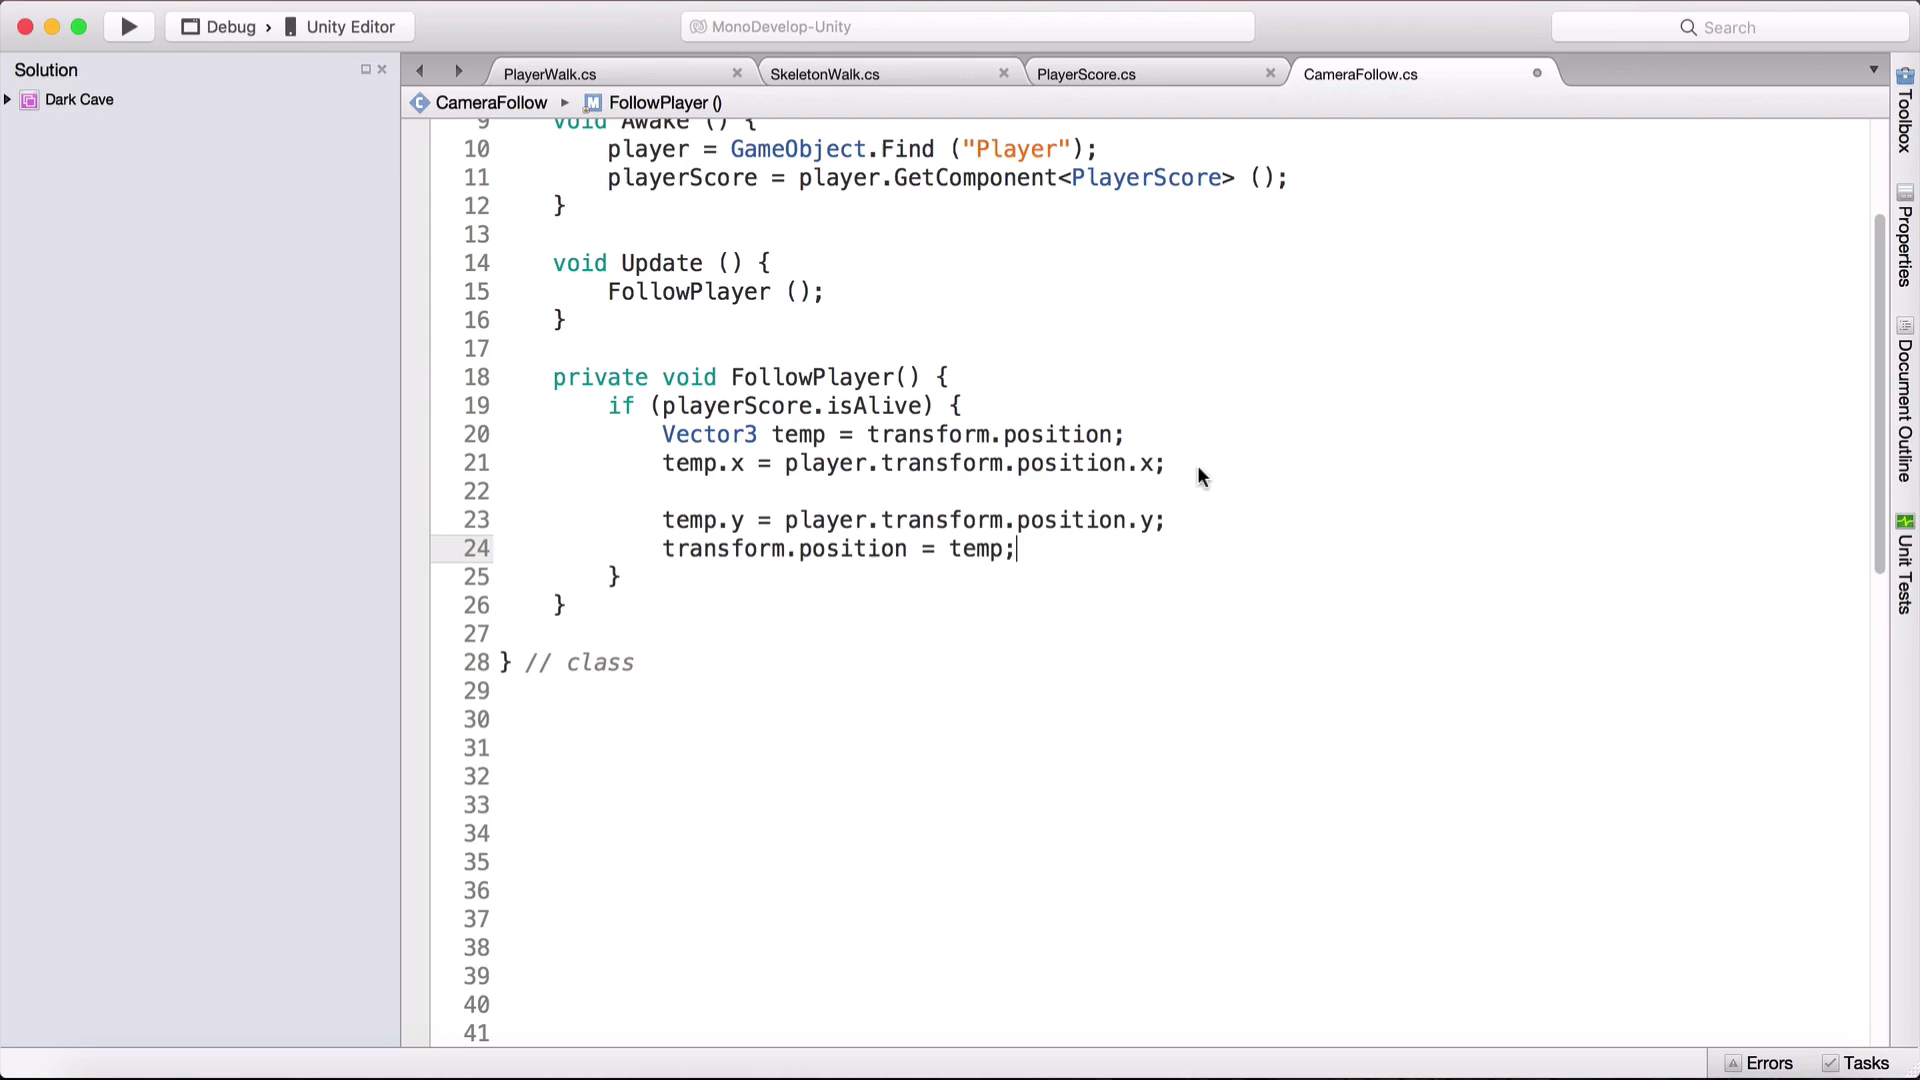 Debug › Unity Editor
MonoDevelop-Unity
Search
Solution
Dark Cave
PlayerWalk.cs
SkeletonWalk.cs
PlayerScore.cs
CameraFollow.cs
CameraFollow
FollowPlayer ()
9 void Awake () {
10 player = GameObject.Find ("Player");
11 playerScore = player.GetComponent<PlayerScore> ();
12 }
13
14 void Update () {
15 FollowPlayer ();
16 }
17
18 private void FollowPlayer() {
19 if (playerScore.isAlive) {
20 Vector3 temp = transform.position;
21 temp.x = player.transform.position.x;
22
23 temp.y = player.transform.position.y;
24 transform.position = temp;
25 }
26 }
27
28 } // class
29
30
31
32
33
34
35
36
37
38
39
40
41
Toolbox
Properties
Document Outline
Unit Tests
Errors
Tasks